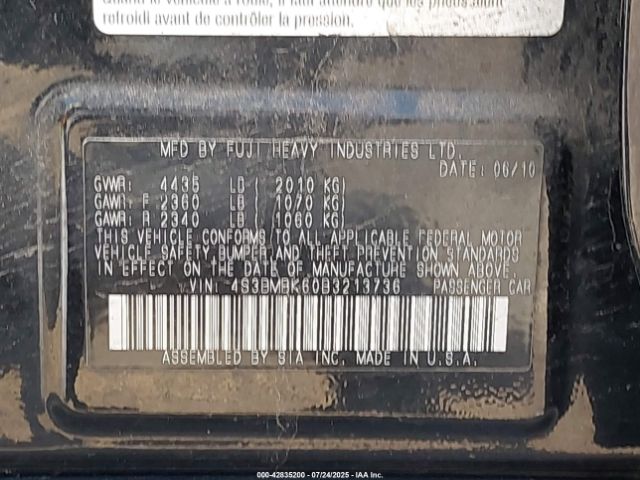 refroidi avant de contrôler la pression.
MFD BY FUJI HEAVY INDUSTRIES LTD.
DATE: 06/10
GVWR: 4435 LB ( 2010 KG)
GAWR: F 2360 LB ( 1070 KG)
GAWR: R 2340 LB ( 1060 KG)
THIS VEHICLE CONFORMS TO ALL APPLICABLE FEDERAL MOTOR
VEHICLE SAFETY, BUMPER, AND THEFT PREVENTION STANDARDS
IN EFFECT ON THE DATE OF MANUFACTURE SHOWN ABOVE.
VIN: 4S3BMBK60B3213736 PASSENGER CAR
ASSEMBLED BY SIA INC. MADE IN U.S.A.
000-42835200 - 07/24/2025 - IAA Inc.